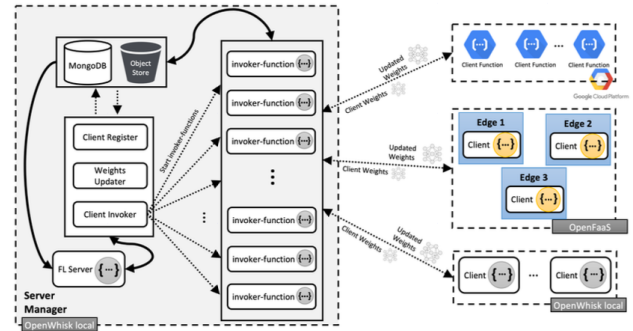 MongoDB
Object
Store
Client Register
Weights
Updater
Client Invoker
FL Server {...}
Server
Manager
OpenWhisk local
Start invoker-functions
invoker-function {...}
invoker-function {...}
invoker-function {...}
...
...
invoker-function {...}
invoker-function {...}
invoker-function {...}
Updated
Weights
Client Weights
Updated
Weights
Client Weights
Updated
Weights
Client Weights
{...} {...} ... {...}
Client Function Client Function Client Function
Google Cloud Platform
Edge 1
Client {...}
Edge 2
Client {...}
Edge 3
Client {...}
OpenFaaS
Client {...} ... Client {...}
OpenWhisk local